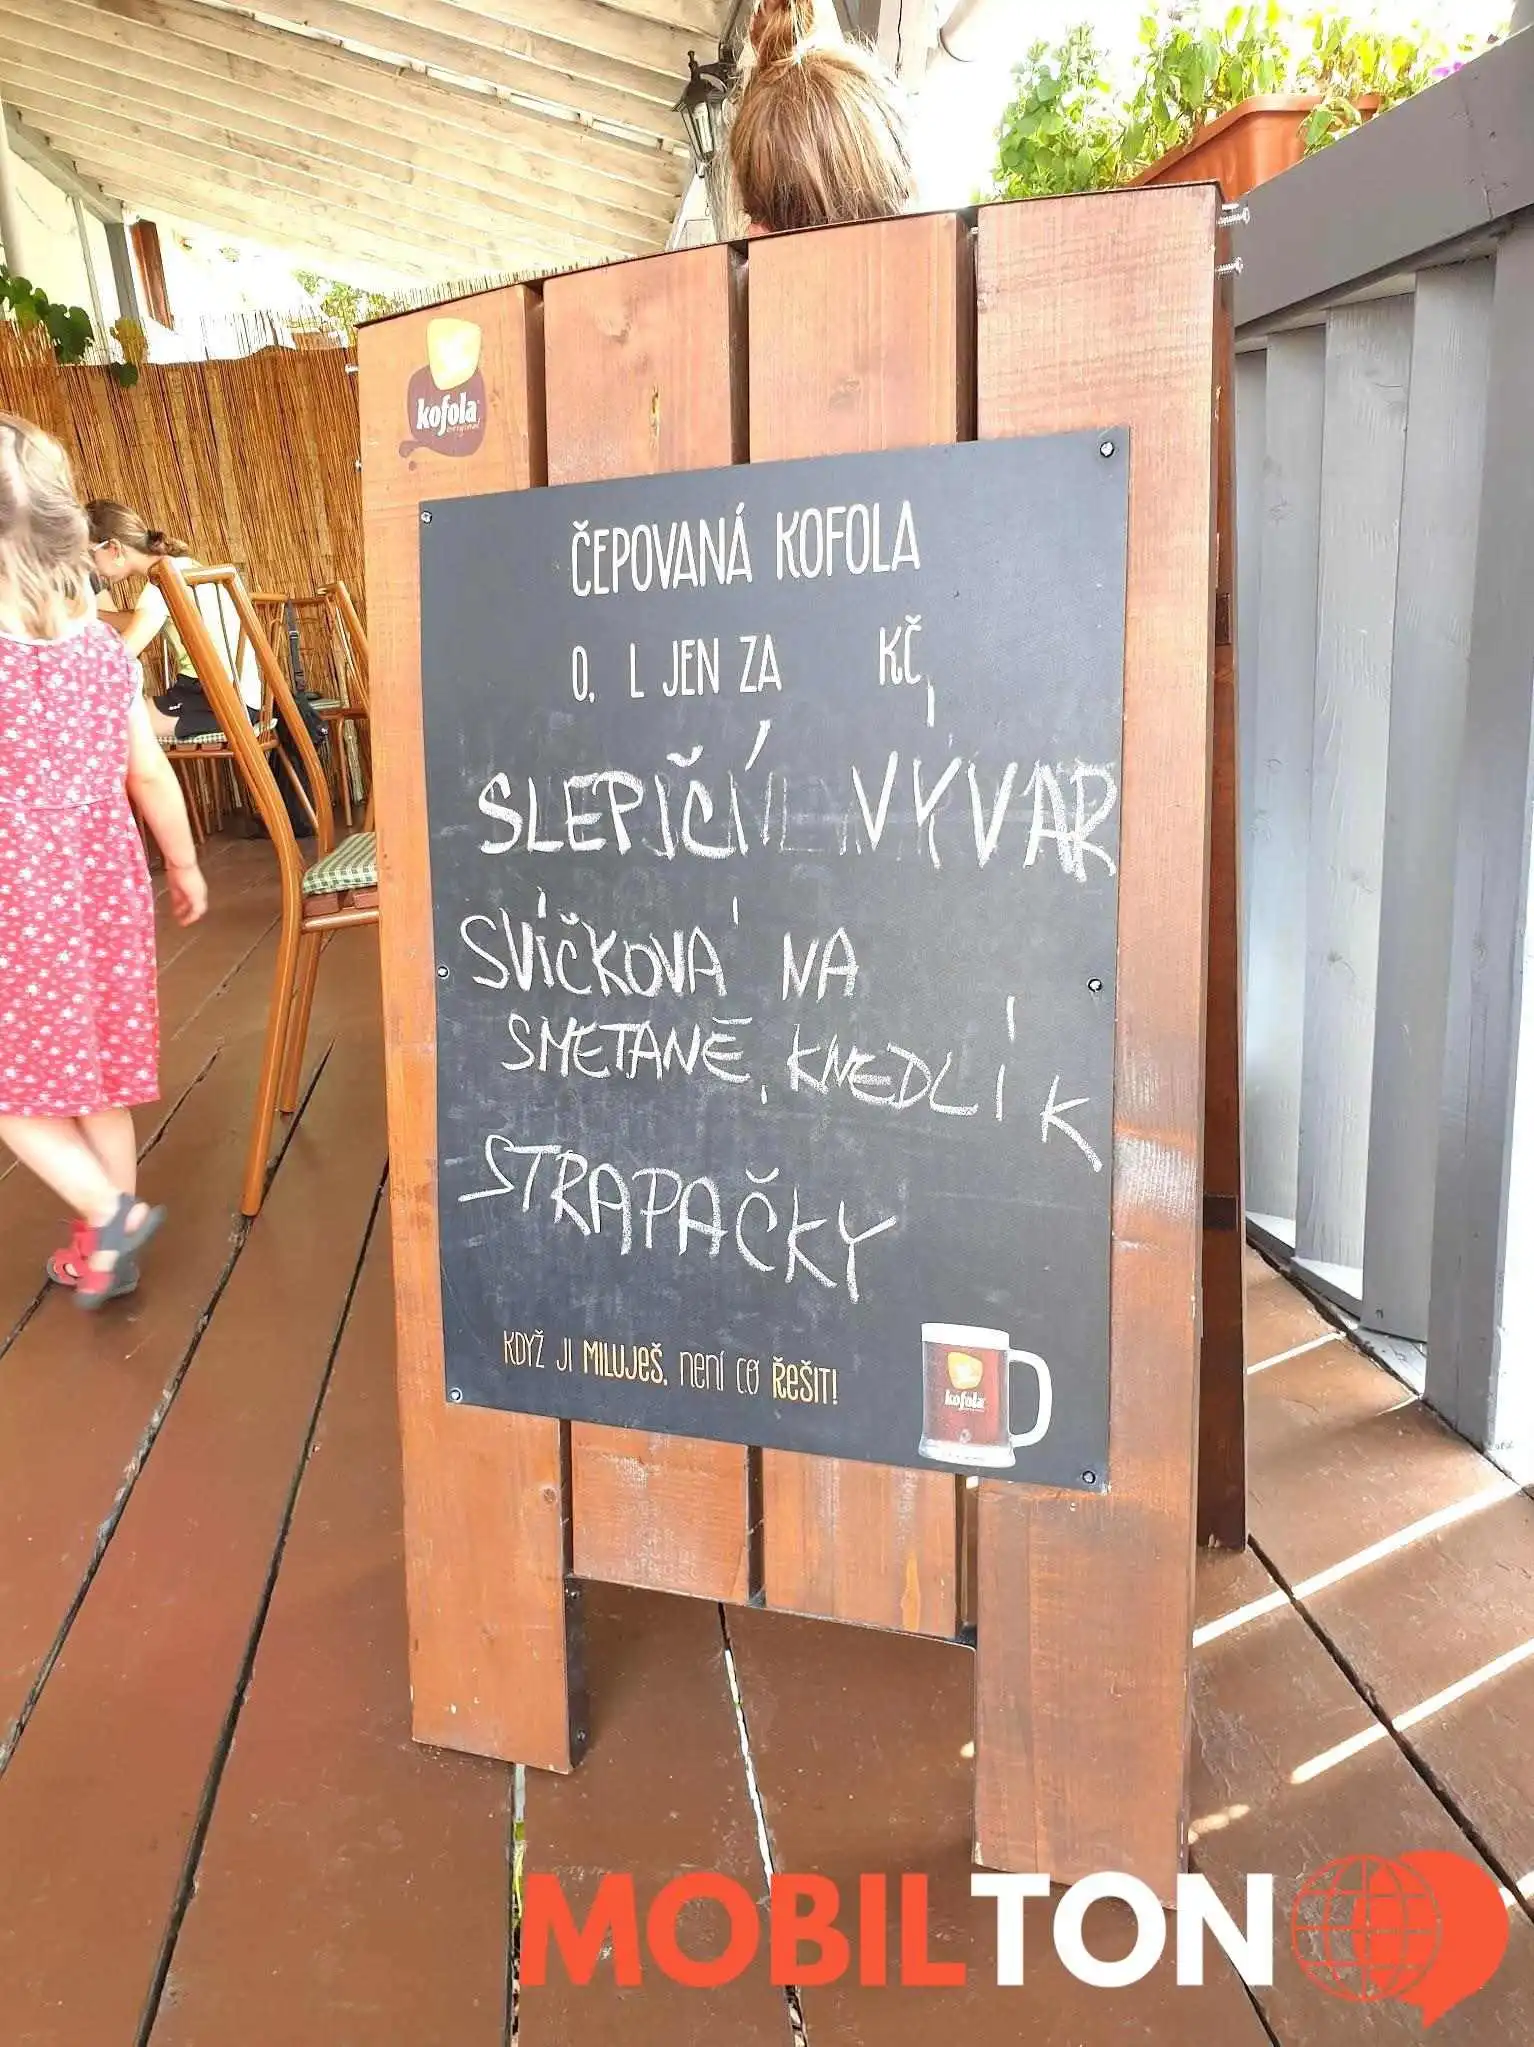 kofola
ČEPOVANÁ KOFOLA
0, L JEN ZA KČ
SLEPIČÍ VÝVAR
SVÍČKOVÁ NA
SMETANĚ, KNEDLÍK
STRAPAČKY
KDYŽ JI MILUJEŠ, NENÍ CO ŘEŠIT!
kofola
MOBILTON